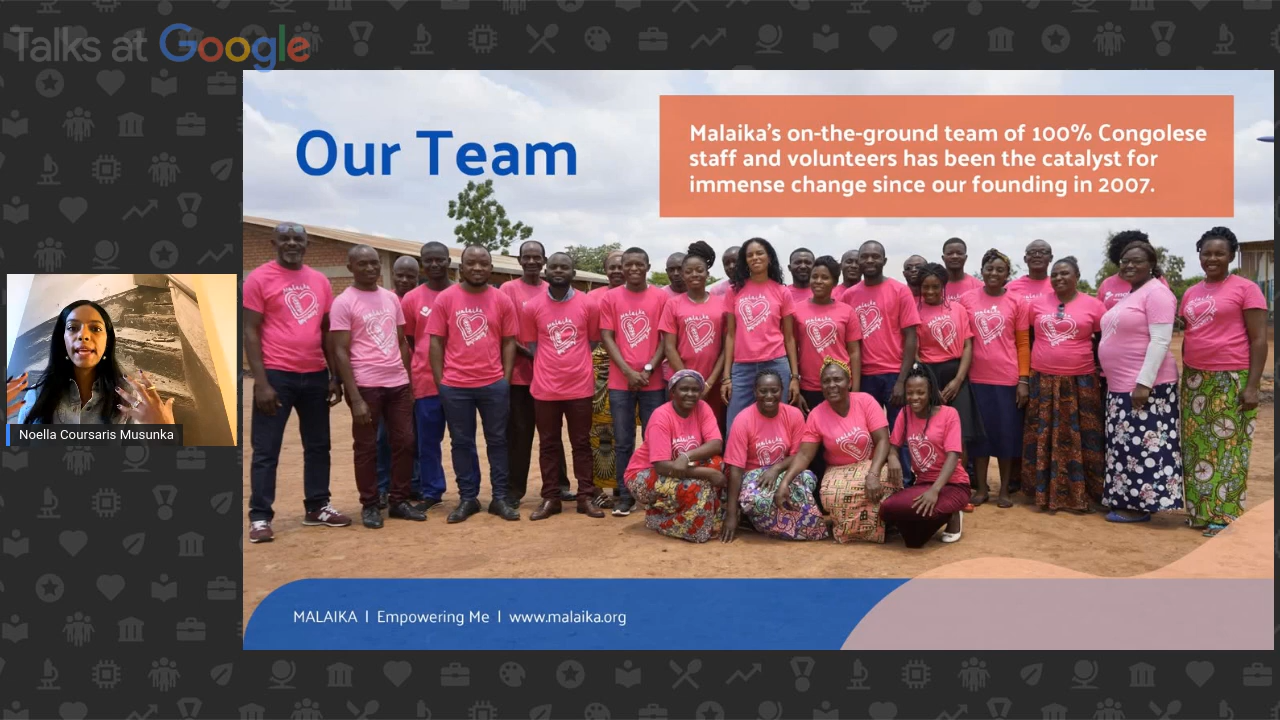 Talks at Google
Our Team
Malaika's on-the-ground team of 100% Congolese
staff and volunteers has been the catalyst for
immense change since our founding in 2007.
Noella Coursaris Musunka
MALAIKA | Empowering Me | www.malaika.org